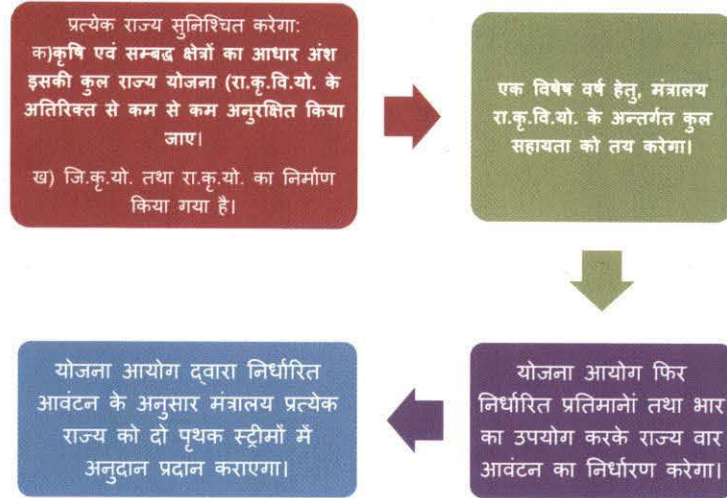 प्रत्येक राज्य सुनिश्चित करेगा:
क)कृषि एवं सम्बद्ध क्षेत्रों का आधार अंश
इसकी कुल राज्य योजना (रा.कृ.वि.यो. के
अतिरिक्त से कम से कम अनुरक्षित किया
जाए।
ख) जि.कृ.यो. तथा रा.कृ.यो. का निर्माण
किया गया है।
एक विषेष वर्ष हेतु, मंत्रालय
रा.कृ.वि.यो. के अन्तर्गत कुल
सहायता को तय करेगा।
योजना आयोग फिर
निर्धारित प्रतिमानों तथा भार
का उपयोग करके राज्य वार
आवंटन का निर्धारण करेगा।
योजना आयोग द्वारा निर्धारित
आवंटन के अनुसार मंत्रालय प्रत्येक
राज्य को दो पृथक स्ट्रीमों में
अनुदान प्रदान कराएगा।